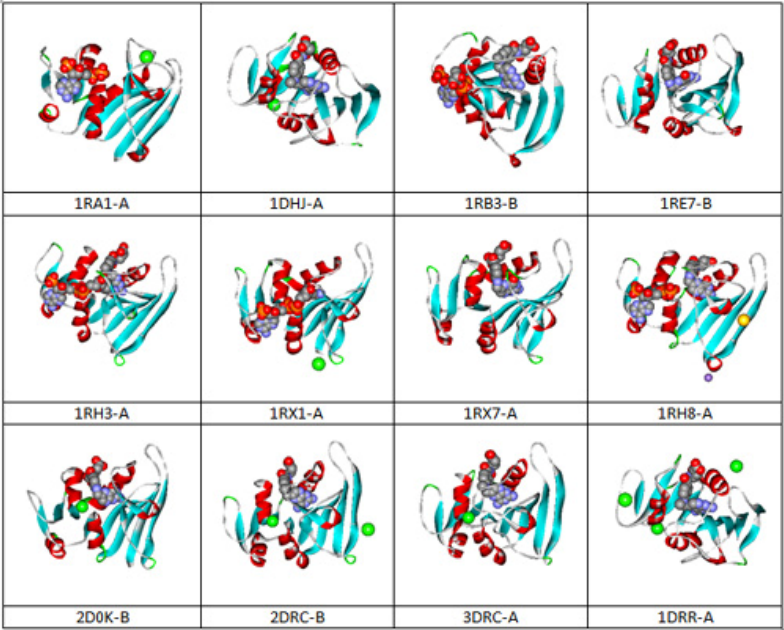 1RA1-A 1DHJ-A 1RB3-B 1RE7-B
1RH3-A 1RX1-A 1RX7-A 1RH8-A
2D0K-B 2DRC-B 3DRC-A 1DRR-A